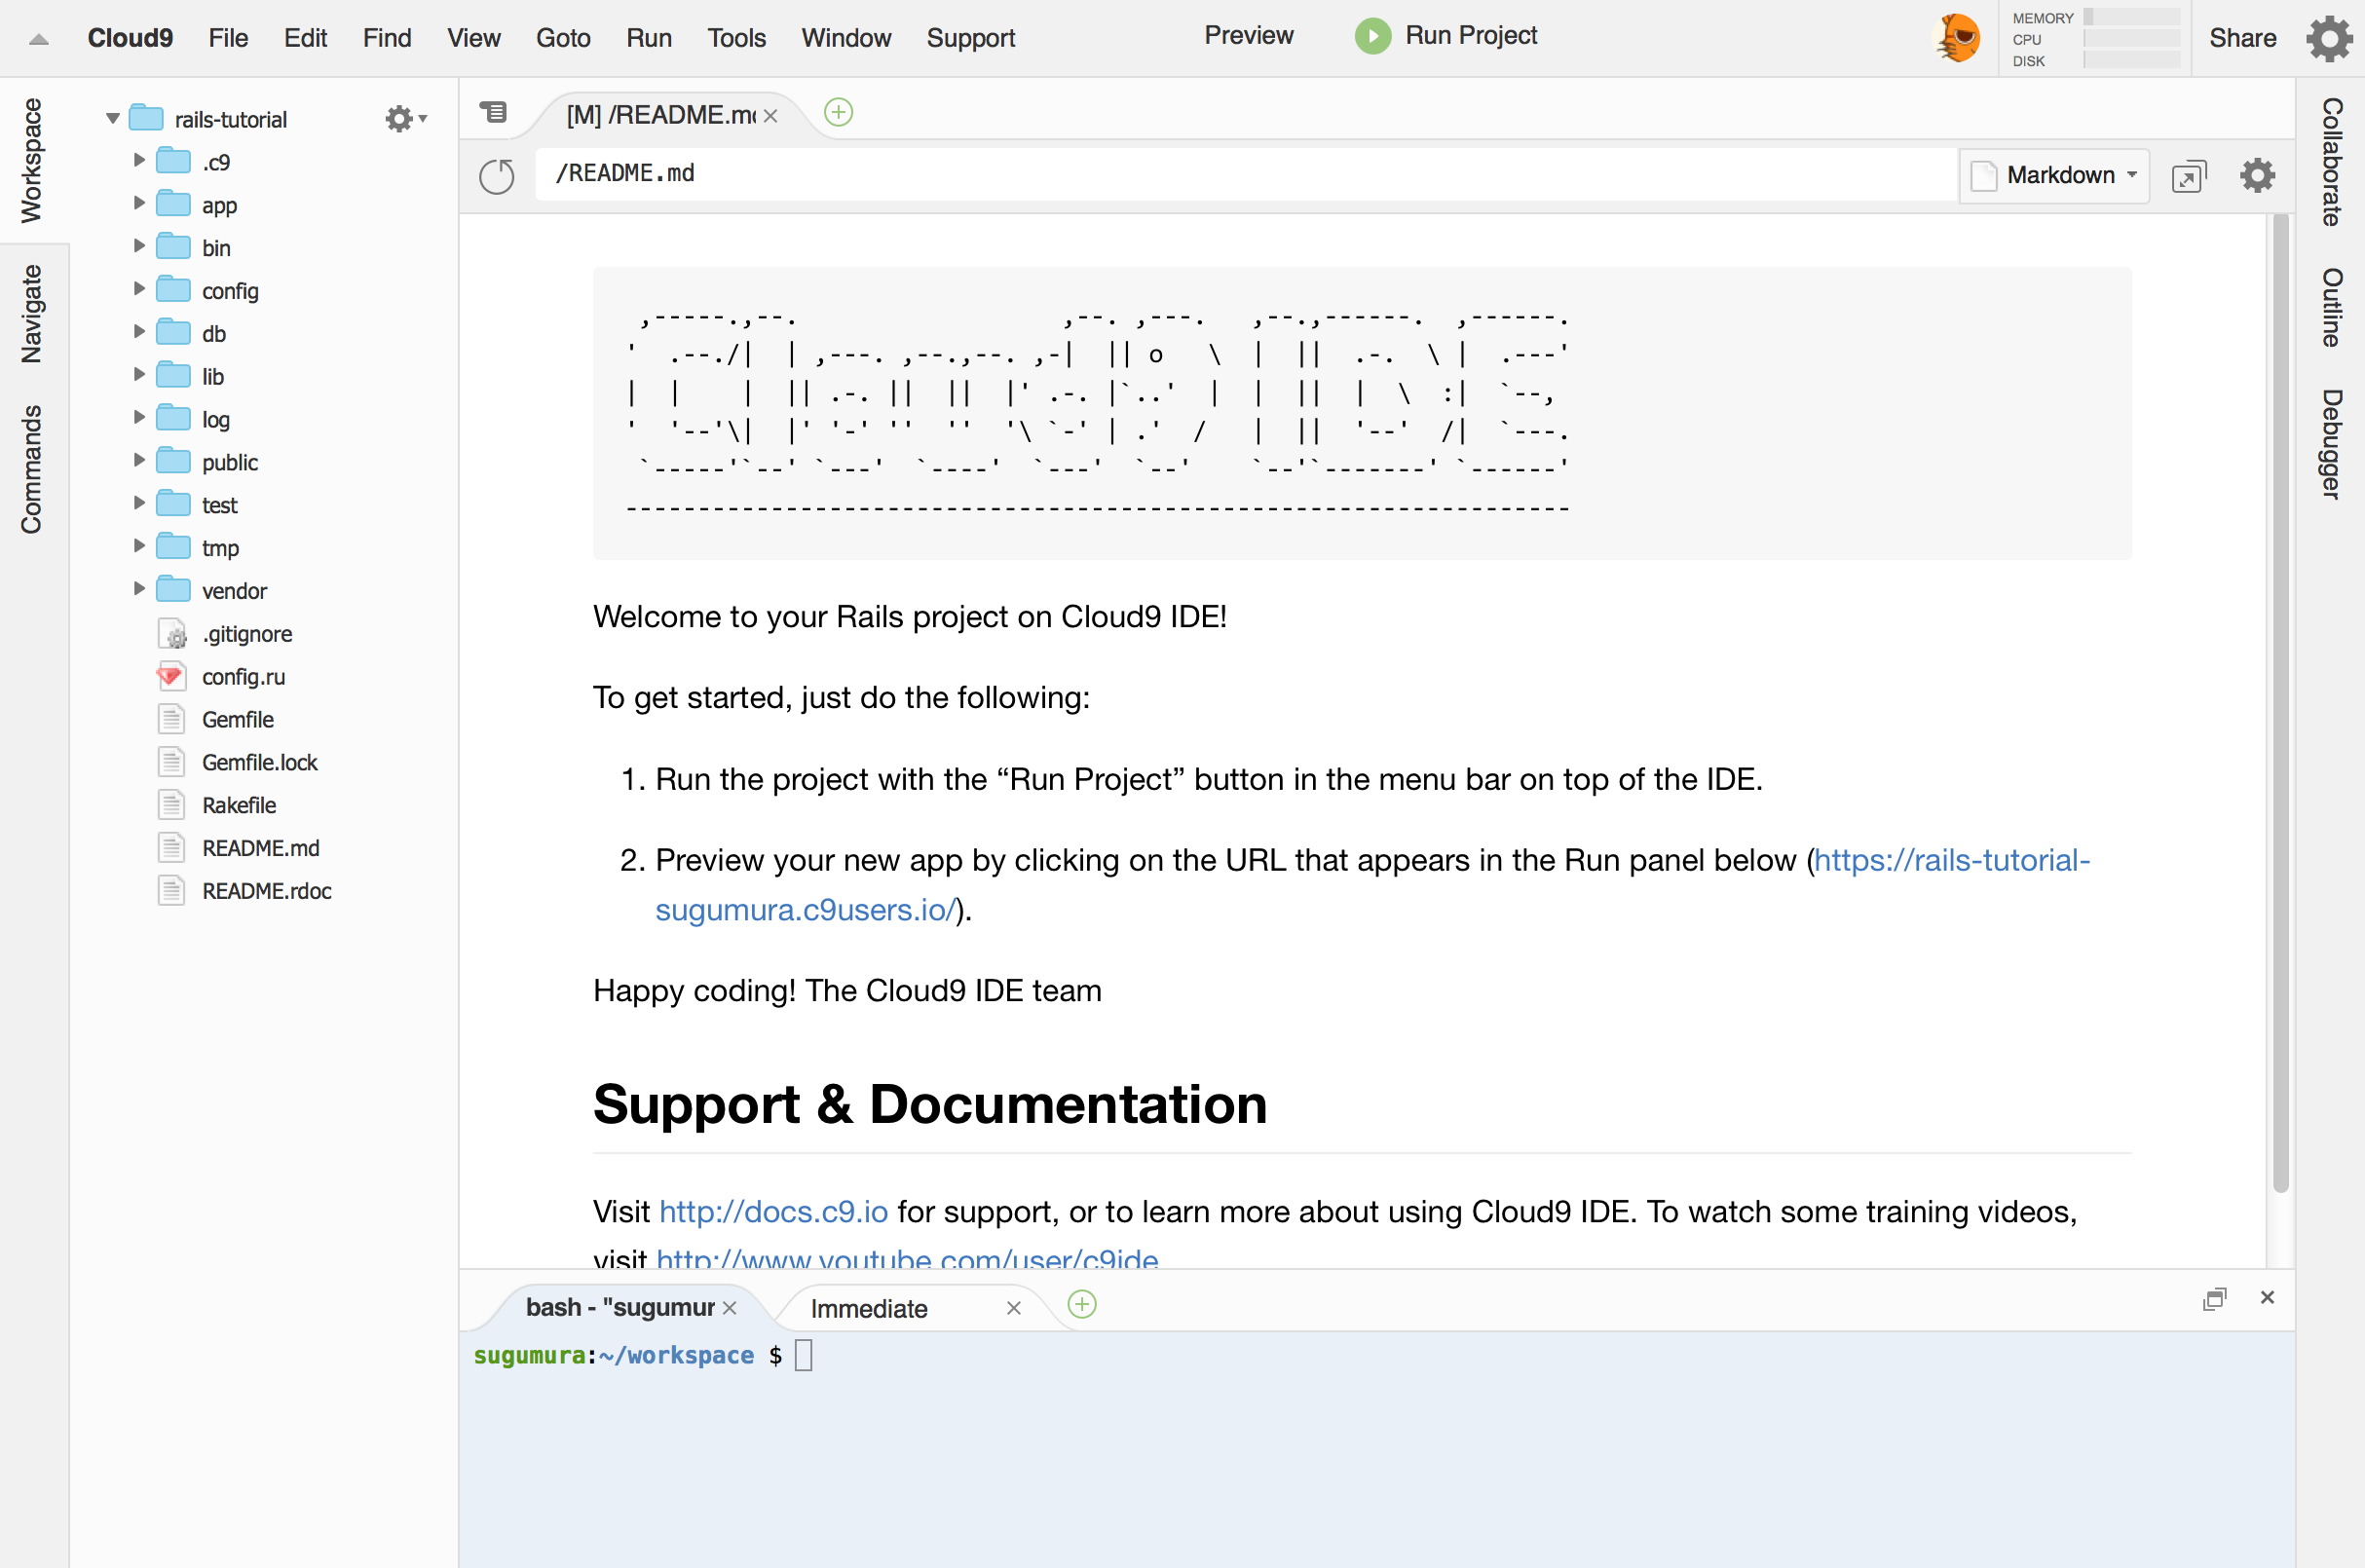 Cloud9 File Edit Find View Goto Run Tools Window Support Preview Run Project MEMORY CPU DISK Share
Workspace
Navigate
Commands
rails-tutorial
.c9
app
bin
config
db
lib
log
public
test
tmp
vendor
.gitignore
config.ru
Gemfile
Gemfile.lock
Rakefile
README.md
README.rdoc
[M] /README.m
/README.md
Markdown
Cloud9 IDE
Welcome to your Rails project on Cloud9 IDE!
To get started, just do the following:
1. Run the project with the “Run Project” button in the menu bar on top of the IDE.
2. Preview your new app by clicking on the URL that appears in the Run panel below (https://rails-tutorial-
sugumura.c9users.io/).
Happy coding! The Cloud9 IDE team
Support & Documentation
Visit http://docs.c9.io for support, or to learn more about using Cloud9 IDE. To watch some training videos,
visit http://www.youtube.com/user/c9ide
bash - "sugumur
Immediate
sugumura:~/workspace $
Collaborate
Outline
Debugger